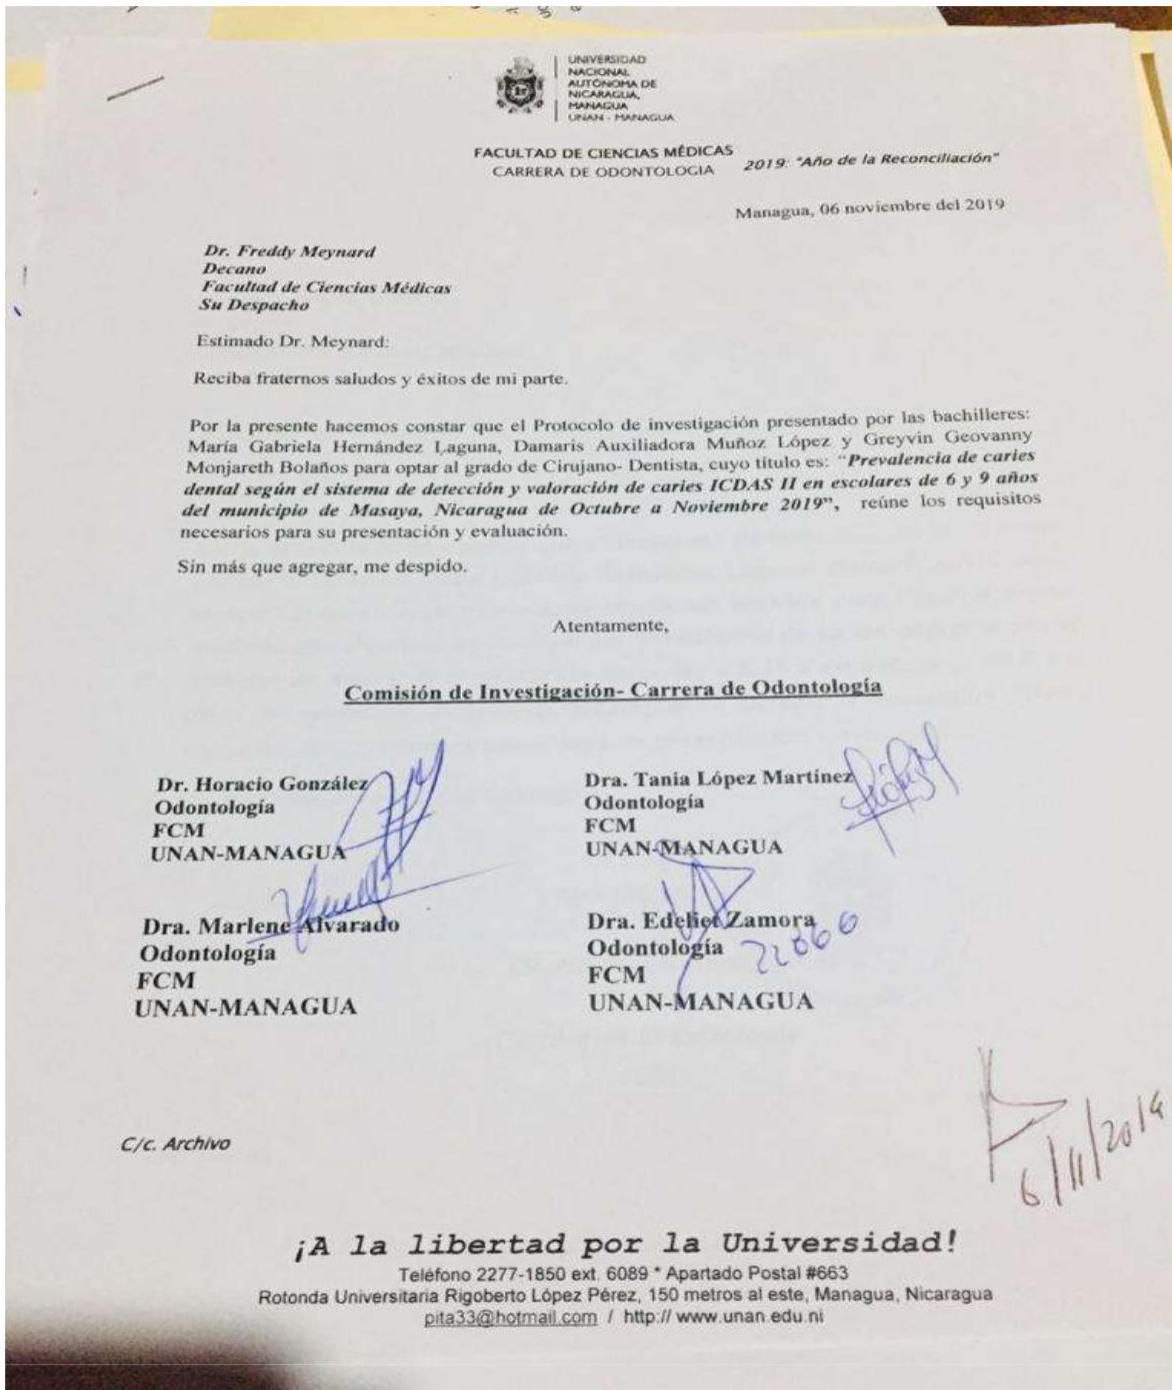 UNIVERSIDAD
NACIONAL
AUTÓNOMA DE
NICARAGUA,
MANAGUA
UNAN - MANAGUA
FACULTAD DE CIENCIAS MÉDICAS
CARRERA DE ODONTOLOGIA
2019: "Año de la Reconciliación"
Managua, 06 noviembre del 2019
Dr. Freddy Meynard
Decano
Facultad de Ciencias Médicas
Su Despacho
Estimado Dr. Meynard:
Reciba fraternos saludos y éxitos de mi parte.
Por la presente hacemos constar que el Protocolo de investigación presentado por las bachilleres:
María Gabriela Hernández Laguna, Damaris Auxiliadora Muñoz López y Greyvin Geovanny
Monjareth Bolaños para optar al grado de Cirujano- Dentista, cuyo título es: "Prevalencia de caries
dental según el sistema de detección y valoración de caries ICDAS II en escolares de 6 y 9 años
del municipio de Masaya, Nicaragua de Octubre a Noviembre 2019", reúne los requisitos
necesarios para su presentación y evaluación.
Sin más que agregar, me despido.
Atentamente,
Comisión de Investigación- Carrera de Odontología
Dr. Horacio González
Odontología
FCM
UNAN-MANAGUA
Dra. Tania López Martínez
Odontología
FCM
UNAN-MANAGUA
Dra. Marlene Alvarado
Odontología
FCM
UNAN-MANAGUA
Dra. Edeliet Zamora
Odontología
22060
FCM
UNAN-MANAGUA
6/11/2019
C/c. Archivo
¡A la libertad por la Universidad!
Teléfono 2277-1850 ext. 6089 * Apartado Postal #663
Rotonda Universitaria Rigoberto López Pérez, 150 metros al este, Managua, Nicaragua
pita33@hotmail.com / http:// www.unan.edu.ni